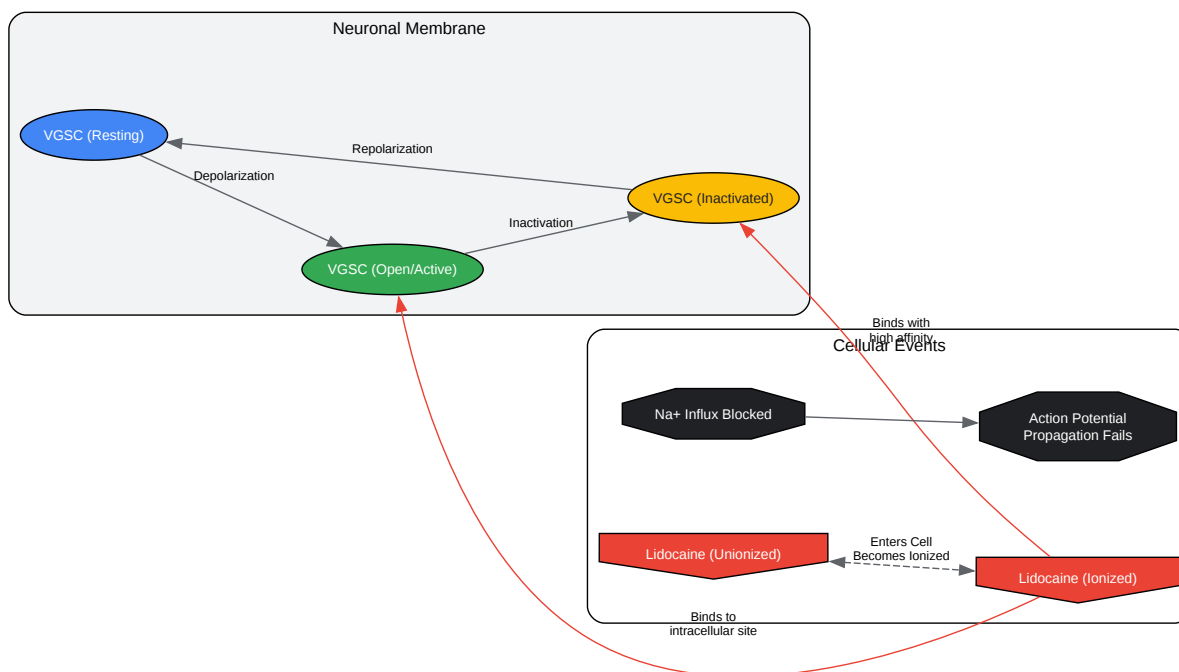 Neuronal Membrane
VGSC (Resting)
Repolarization
Depolarization
VGSC (Inactivated)
Inactivation
VGSC (Open/Active)
Binds with
high affinity
Cellular Events
Na+ Influx Blocked
Action Potential
Propagation Fails
Lidocaine (Unionized)
Enters Cell
Becomes Ionized
Lidocaine (Ionized)
Binds to
intracellular site